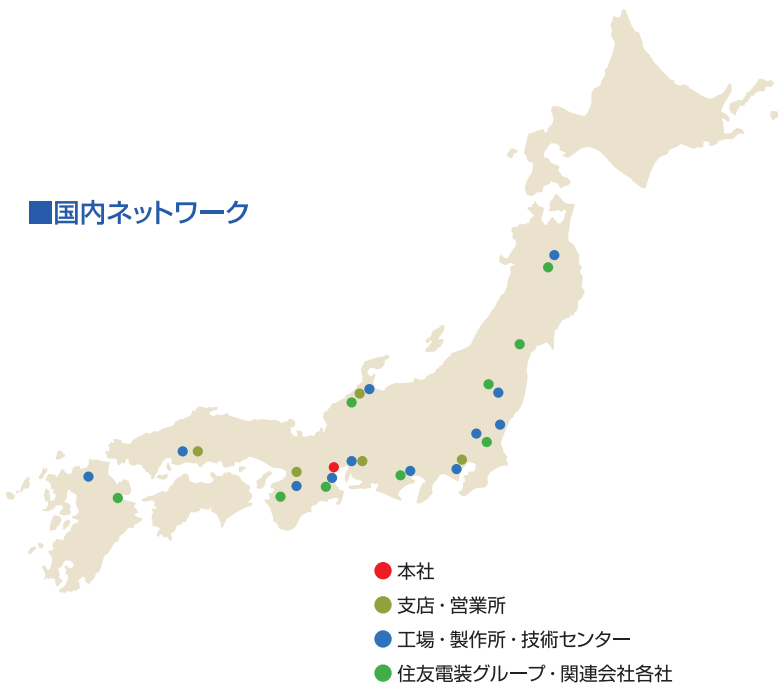 ■国内ネットワーク
本社
支店・営業所
工場・製作所・技術センター
住友電装グループ・関連会社各社